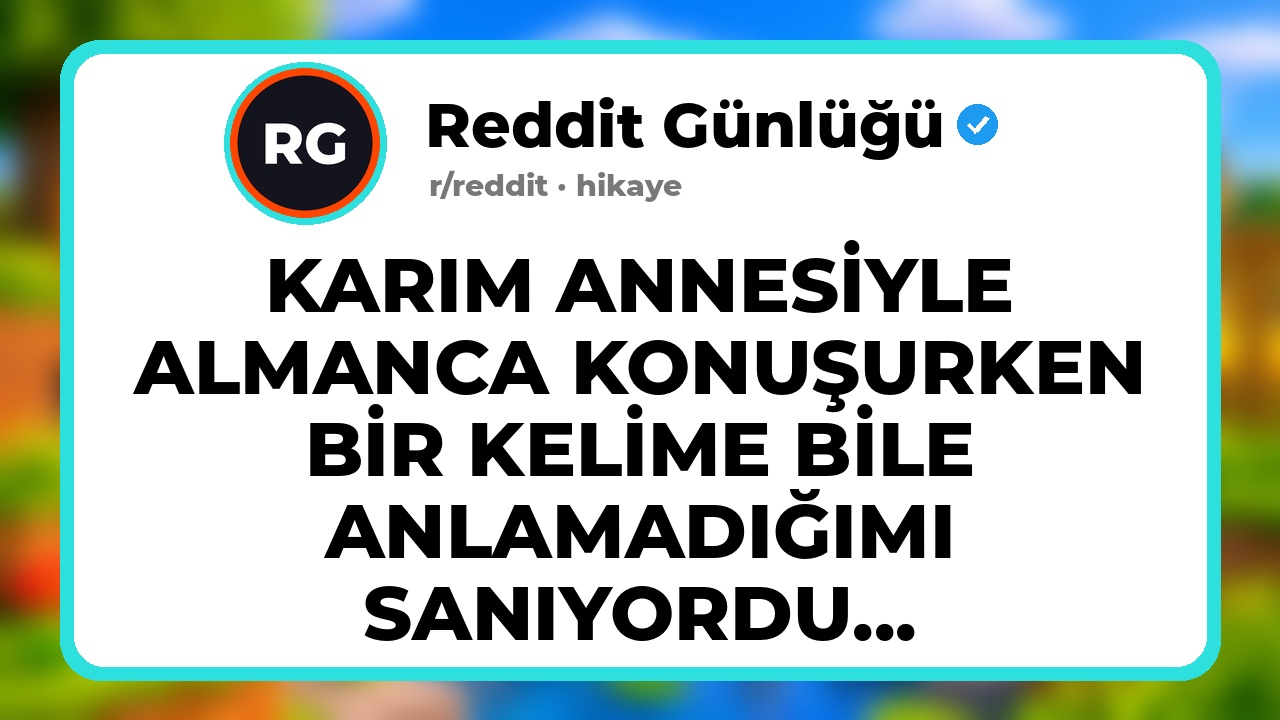 RG
Reddit Günlüğü
r/reddit • hikaye
KARIM ANNESİYLE
ALMANCA KONUŞURKEN
BİR KELİME BİLE
ANLAMADIĞIMI
SANIYORDU...